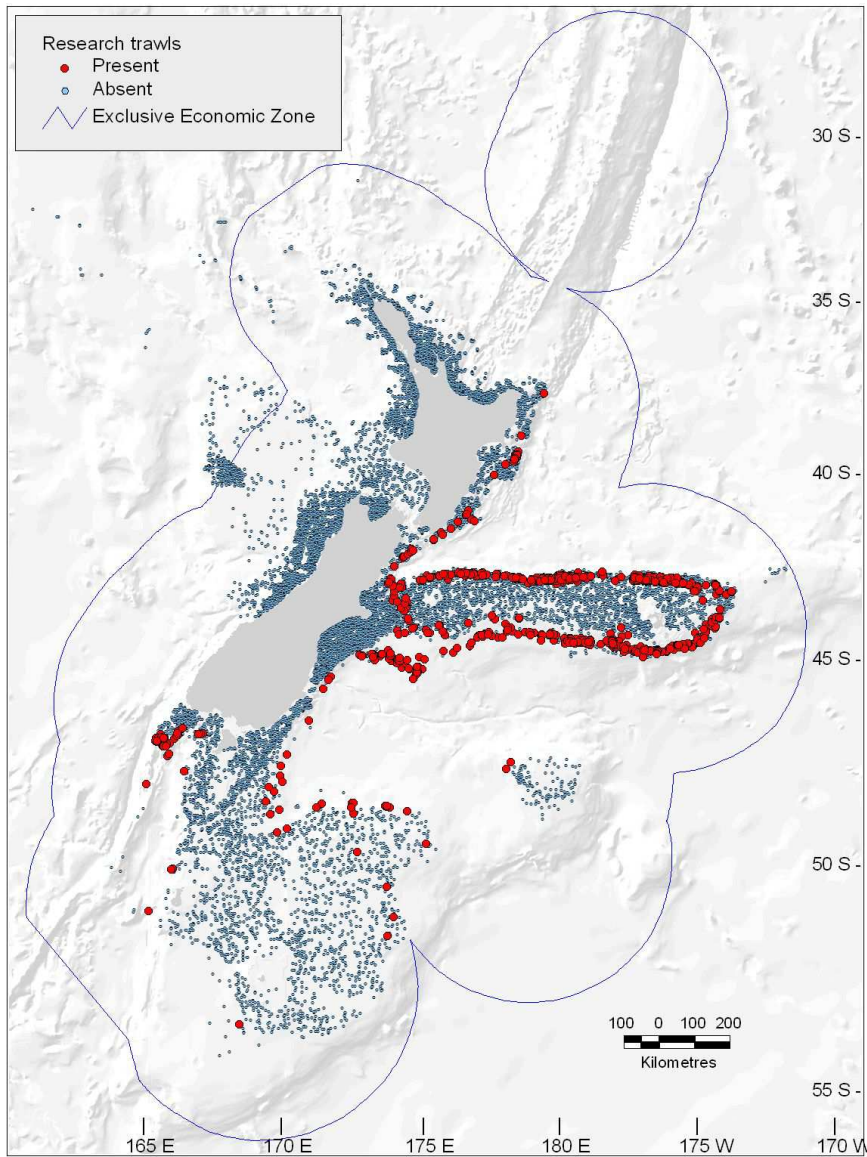 Research trawls
Present
Absent
Exclusive Economic Zone
30 S -
35 S -
40 S -
45 S -
50 S -
55 S -
100 0 100 200
Kilometres
165 E
170 E
175 E
180 E
175 W
170 W